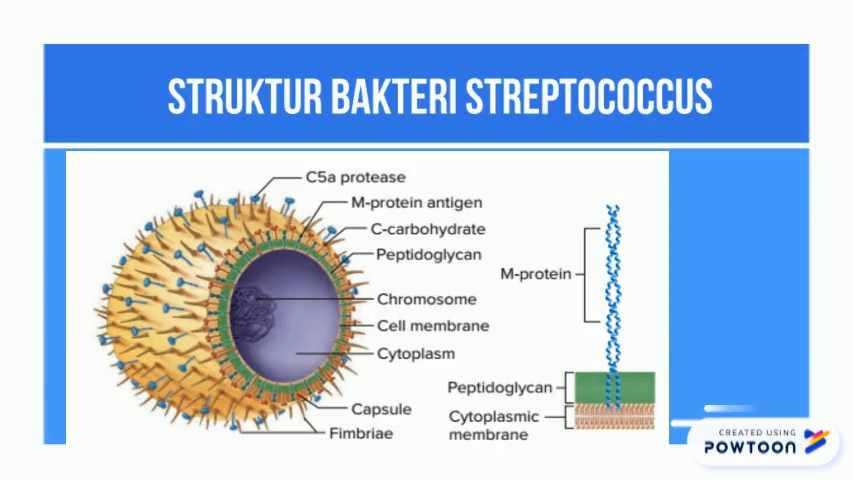 STRUKTUR BAKTERI STREPTOCOCCUS
C5a protease
M-protein antigen
C-carbohydrate
Peptidoglycan
Chromosome
Cell membrane
Cytoplasm
Capsule
Fimbriae
M-protein
Peptidoglycan
Cytoplasmic
membrane
CREATED USING
POWTOON